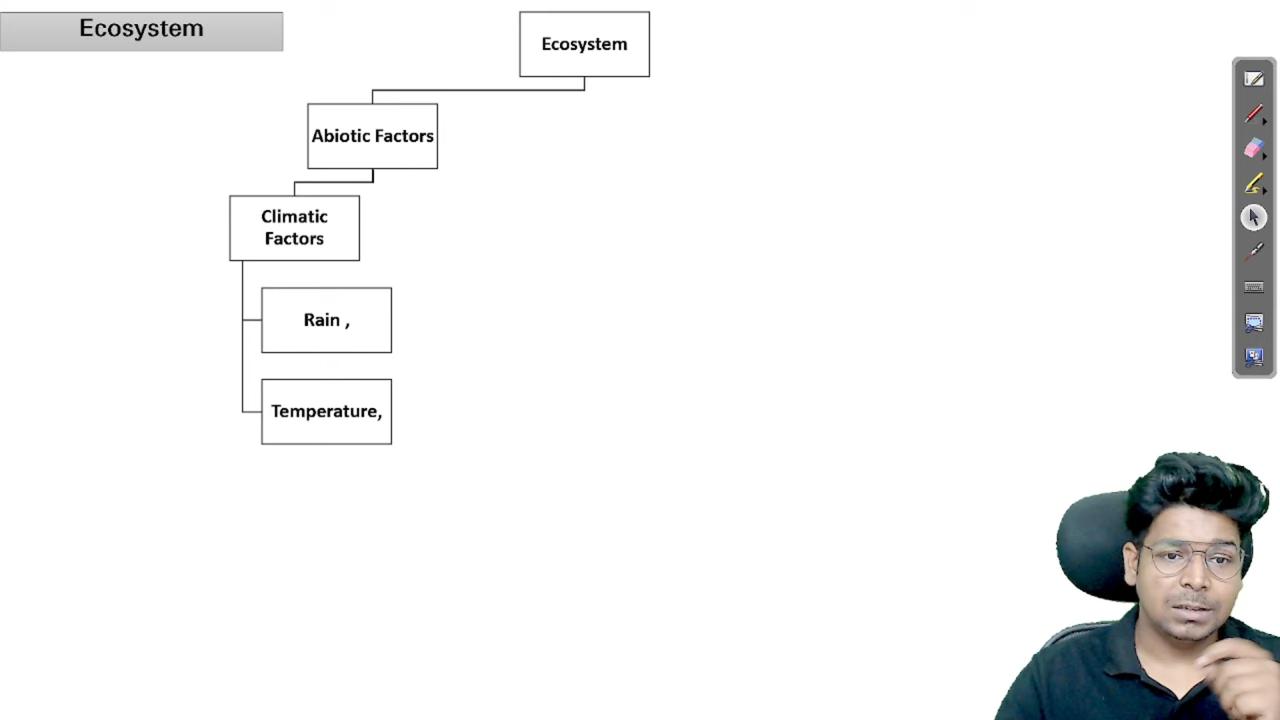 Ecosystem
Ecosystem
Abiotic Factors
Climatic
Factors
Rain ,
Temperature,